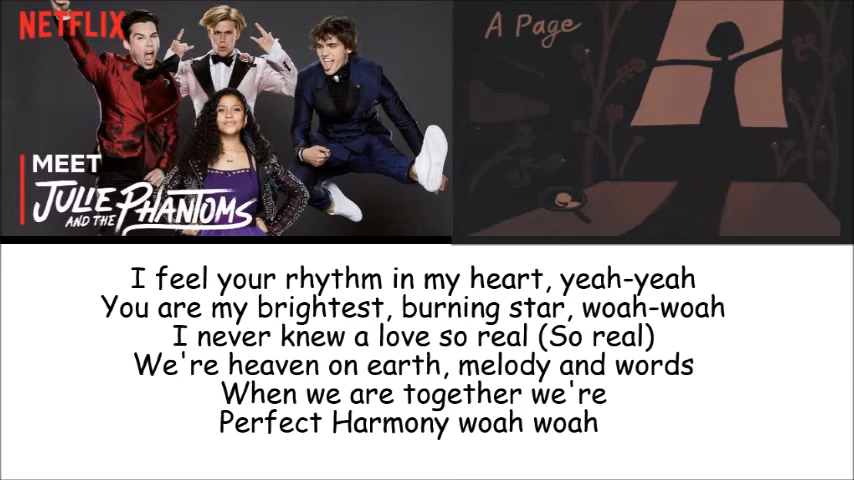 NETFLIX
MEET
JULIE
AND THE PHANTOMS
A Page
I feel your rhythm in my heart, yeah-yeah
You are my brightest, burning star, woah-woah
I never knew a love so real (So real)
We're heaven on earth, melody and words
When we are together we're
Perfect Harmony woah woah